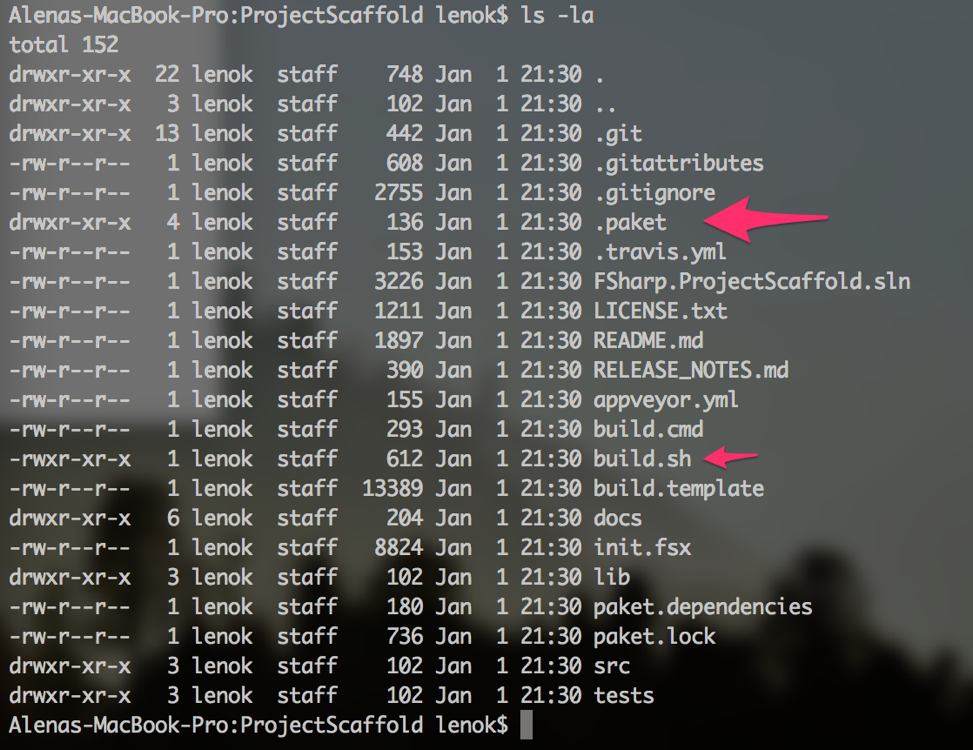 Alenas-MacBook-Pro:ProjectScaffold lenok$ ls -la
total 152
drwxr-xr-x  22 lenok  staff    748 Jan  1 21:30 .
drwxr-xr-x   3 lenok  staff    102 Jan  1 21:30 ..
drwxr-xr-x  13 lenok  staff    442 Jan  1 21:30 .git
-rw-r--r--   1 lenok  staff    608 Jan  1 21:30 .gitattributes
-rw-r--r--   1 lenok  staff   2755 Jan  1 21:30 .gitignore
drwxr-xr-x   4 lenok  staff    136 Jan  1 21:30 .paket
-rw-r--r--   1 lenok  staff    153 Jan  1 21:30 .travis.yml
-rw-r--r--   1 lenok  staff   3226 Jan  1 21:30 FSharp.ProjectScaffold.sln
-rw-r--r--   1 lenok  staff   1211 Jan  1 21:30 LICENSE.txt
-rw-r--r--   1 lenok  staff   1897 Jan  1 21:30 README.md
-rw-r--r--   1 lenok  staff    390 Jan  1 21:30 RELEASE_NOTES.md
-rw-r--r--   1 lenok  staff    155 Jan  1 21:30 appveyor.yml
-rw-r--r--   1 lenok  staff    293 Jan  1 21:30 build.cmd
-rwxr-xr-x   1 lenok  staff    612 Jan  1 21:30 build.sh
-rw-r--r--   1 lenok  staff  13389 Jan  1 21:30 build.template
drwxr-xr-x   6 lenok  staff    204 Jan  1 21:30 docs
-rw-r--r--   1 lenok  staff   8824 Jan  1 21:30 init.fsx
drwxr-xr-x   3 lenok  staff    102 Jan  1 21:30 lib
-rw-r--r--   1 lenok  staff    180 Jan  1 21:30 paket.dependencies
-rw-r--r--   1 lenok  staff    736 Jan  1 21:30 paket.lock
drwxr-xr-x   3 lenok  staff    102 Jan  1 21:30 src
drwxr-xr-x   3 lenok  staff    102 Jan  1 21:30 tests
Alenas-MacBook-Pro:ProjectScaffold lenok$